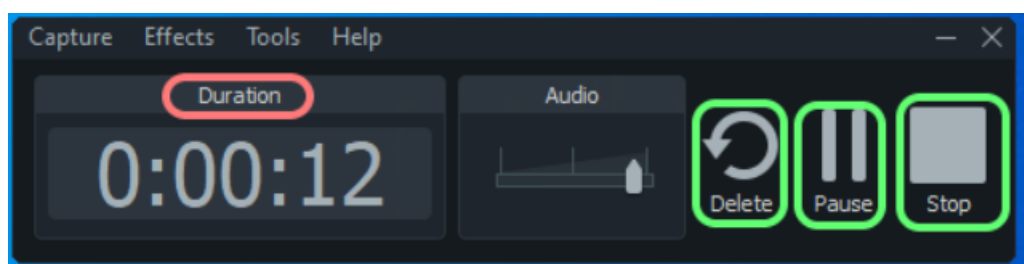 Capture Effects Tools Help
Duration
Audio
0:00:12
Delete Pause Stop